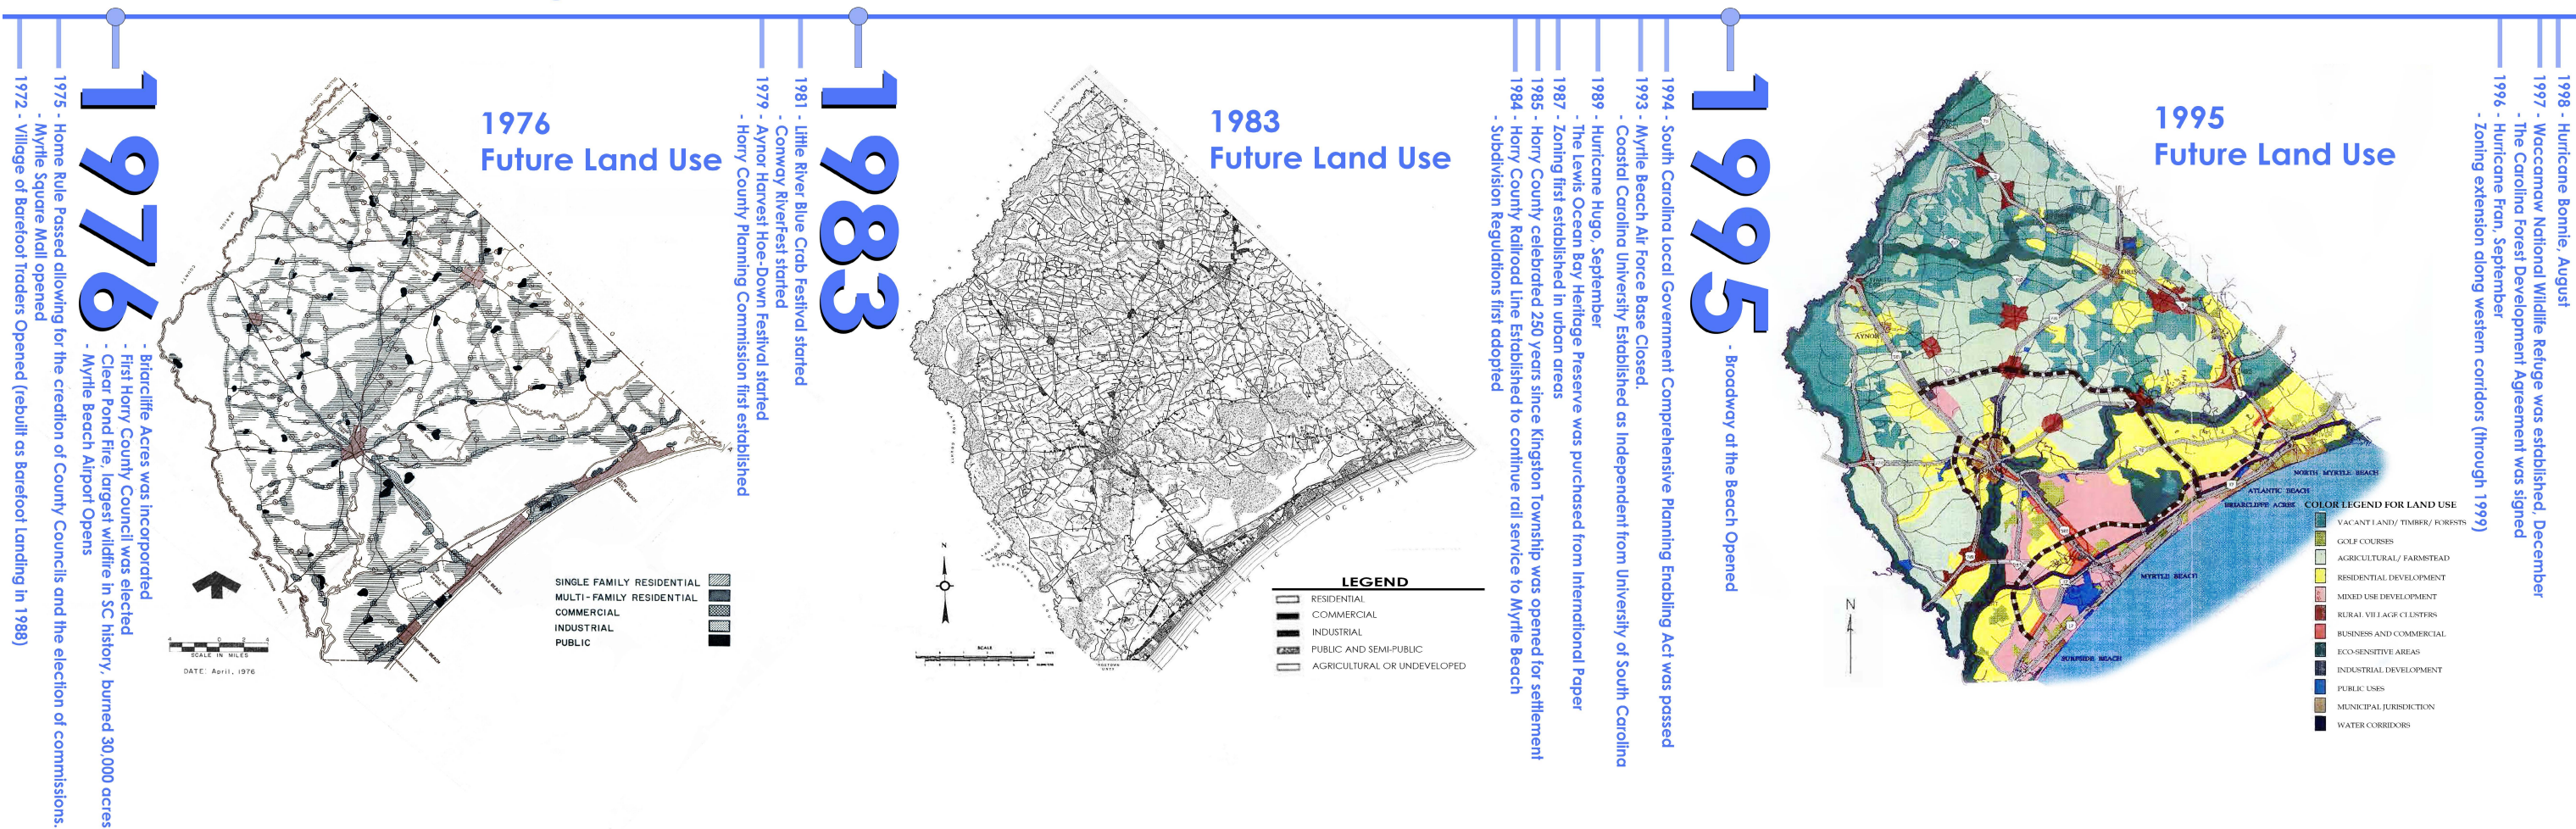 1972 - Village of Barefoot Traders Opened (rebuilt as Barefoot Landing in 1988)
1975 - Home Rule Passed allowing for the creation of County Councils and the election of commissions.
- Myrtle Square Mall opened
1976
- Briarcliffe Acres was incorporated
- First Horry County Council was elected
- Clear Pond Fire, largest wildfire in SC history, burned 30,000 acres
- Myrtle Beach Airport Opens
1976
Future Land Use
SINGLE FAMILY RESIDENTIAL
MULTI-FAMILY RESIDENTIAL
COMMERCIAL
INDUSTRIAL
PUBLIC
SCALE IN MILES
DATE: April, 1976
1979 - Aynor Harvest Hoe-Down Festival started
- Horry County Planning Commission first established
1981 - Little River Blue Crab Festival started
- Conway RiverFest started
1983
1983
Future Land Use
N
SCALE
LEGEND
RESIDENTIAL
COMMERCIAL
INDUSTRIAL
PUBLIC AND SEMI-PUBLIC
AGRICULTURAL OR UNDEVELOPED
1984 - Horry County Railroad Line Established to continue rail service to Myrtle Beach
- Subdivision Regulations first adopted
1985 - Horry County celebrated 250 years since Kingston Township was opened for settlement
1987 - Zoning first established in urban areas
1989 - Hurricane Hugo, September
- The Lewis Ocean Bay Heritage Preserve was purchased from International Paper
1993 - Myrtle Beach Air Force Base Closed.
- Coastal Carolina University Established as Independent from University of South Carolina
1994 - South Carolina Local Government Comprehensive Planning Enabling Act was passed
1995
- Broadway at the Beach Opened
1995
Future Land Use
AYNOR
LORIS
NORTH MYRTLE BEACH
ATLANTIC BEACH
BRIARCLIFFE ACRES
MYRTLE BEACH
SURFSIDE BEACH
N
COLOR LEGEND FOR LAND USE
VACANT LAND/ TIMBER/ FORESTS
GOLF COURSES
AGRICULTURAL/ FARMSTEAD
RESIDENTIAL DEVELOPMENT
MIXED USE DEVELOPMENT
RURAL VILLAGE CLUSTERS
BUSINESS AND COMMERCIAL
ECO-SENSITIVE AREAS
INDUSTRIAL DEVELOPMENT
PUBLIC USES
MUNICIPAL JURISDICTION
WATER CORRIDORS
1996 - Hurricane Fran, September
- Zoning extension along western corridors (through 1999)
1997 - Waccamaw National Wildlife Refuge was established, December
- The Carolina Forest Development Agreement was signed
1998 - Hurricane Bonnie, August